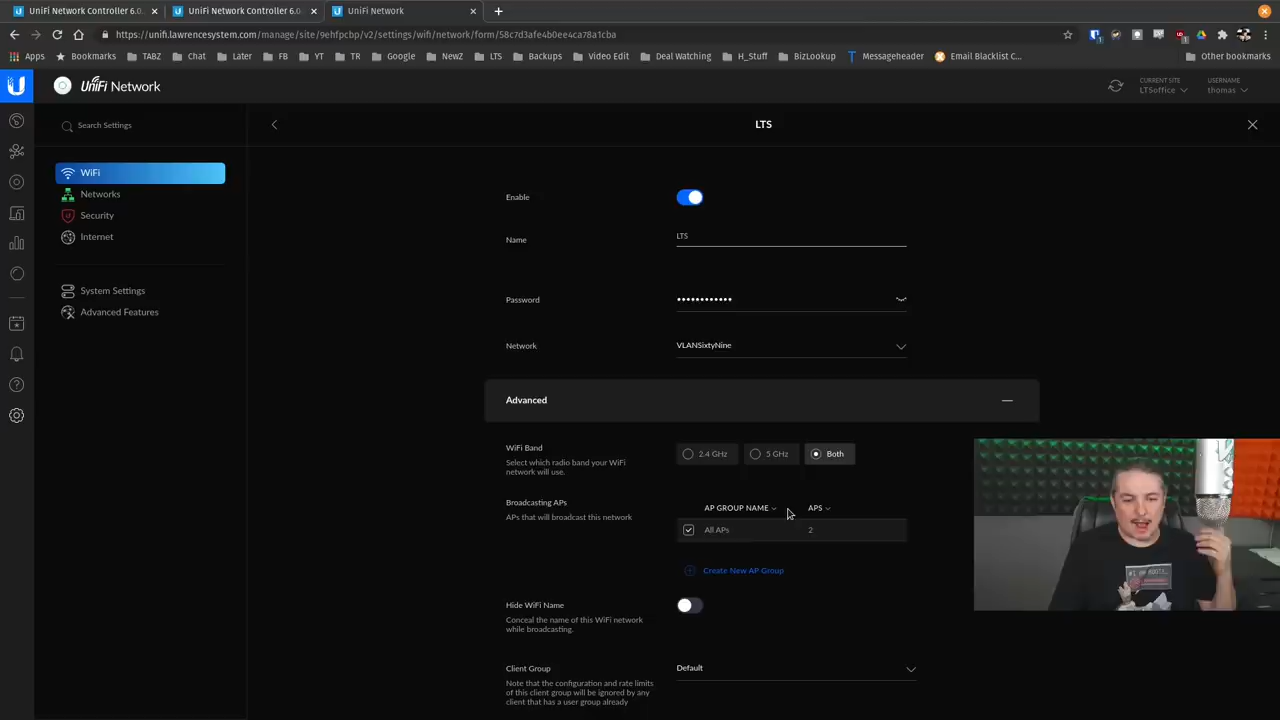 UniFi Network Controller 6.0.
UniFi Network Controller 6.0.
UniFi Network
https://unifi.lawrencesystem.com/manage/site/9ehfpcbp/v2/settings/wifi/network/form/58c7d3afe4b0ee4ca78a1cba
Apps
Bookmarks
TABZ
Chat
Later
FB
YT
TR
Google
NewZ
LTS
Backups
Video Edit
Deal Watching
H_Stuff
BizLookup
Messageheader
Email Blacklist C...
Other bookmarks
UniFi Network
CURRENT SITE
LTSoffice
USERNAME
thomas
Search Settings
LTS
WiFi
Networks
Security
Internet
System Settings
Advanced Features
Enable
Name
LTS
Password
••••••••••••
Network
VLANSixtyNine
Advanced
WiFi Band
Select which radio band your WiFi
network will use.
2.4 GHz
5 GHz
Both
Broadcasting APs
APs that will broadcast this network
AP GROUP NAME
APS
All APs
2
Create New AP Group
Hide WiFi Name
Conceal the name of this WiFi network
while broadcasting.
Client Group
Note that the configuration and rate limits
of this client group will be ignored by any
client that has a user group already
Default